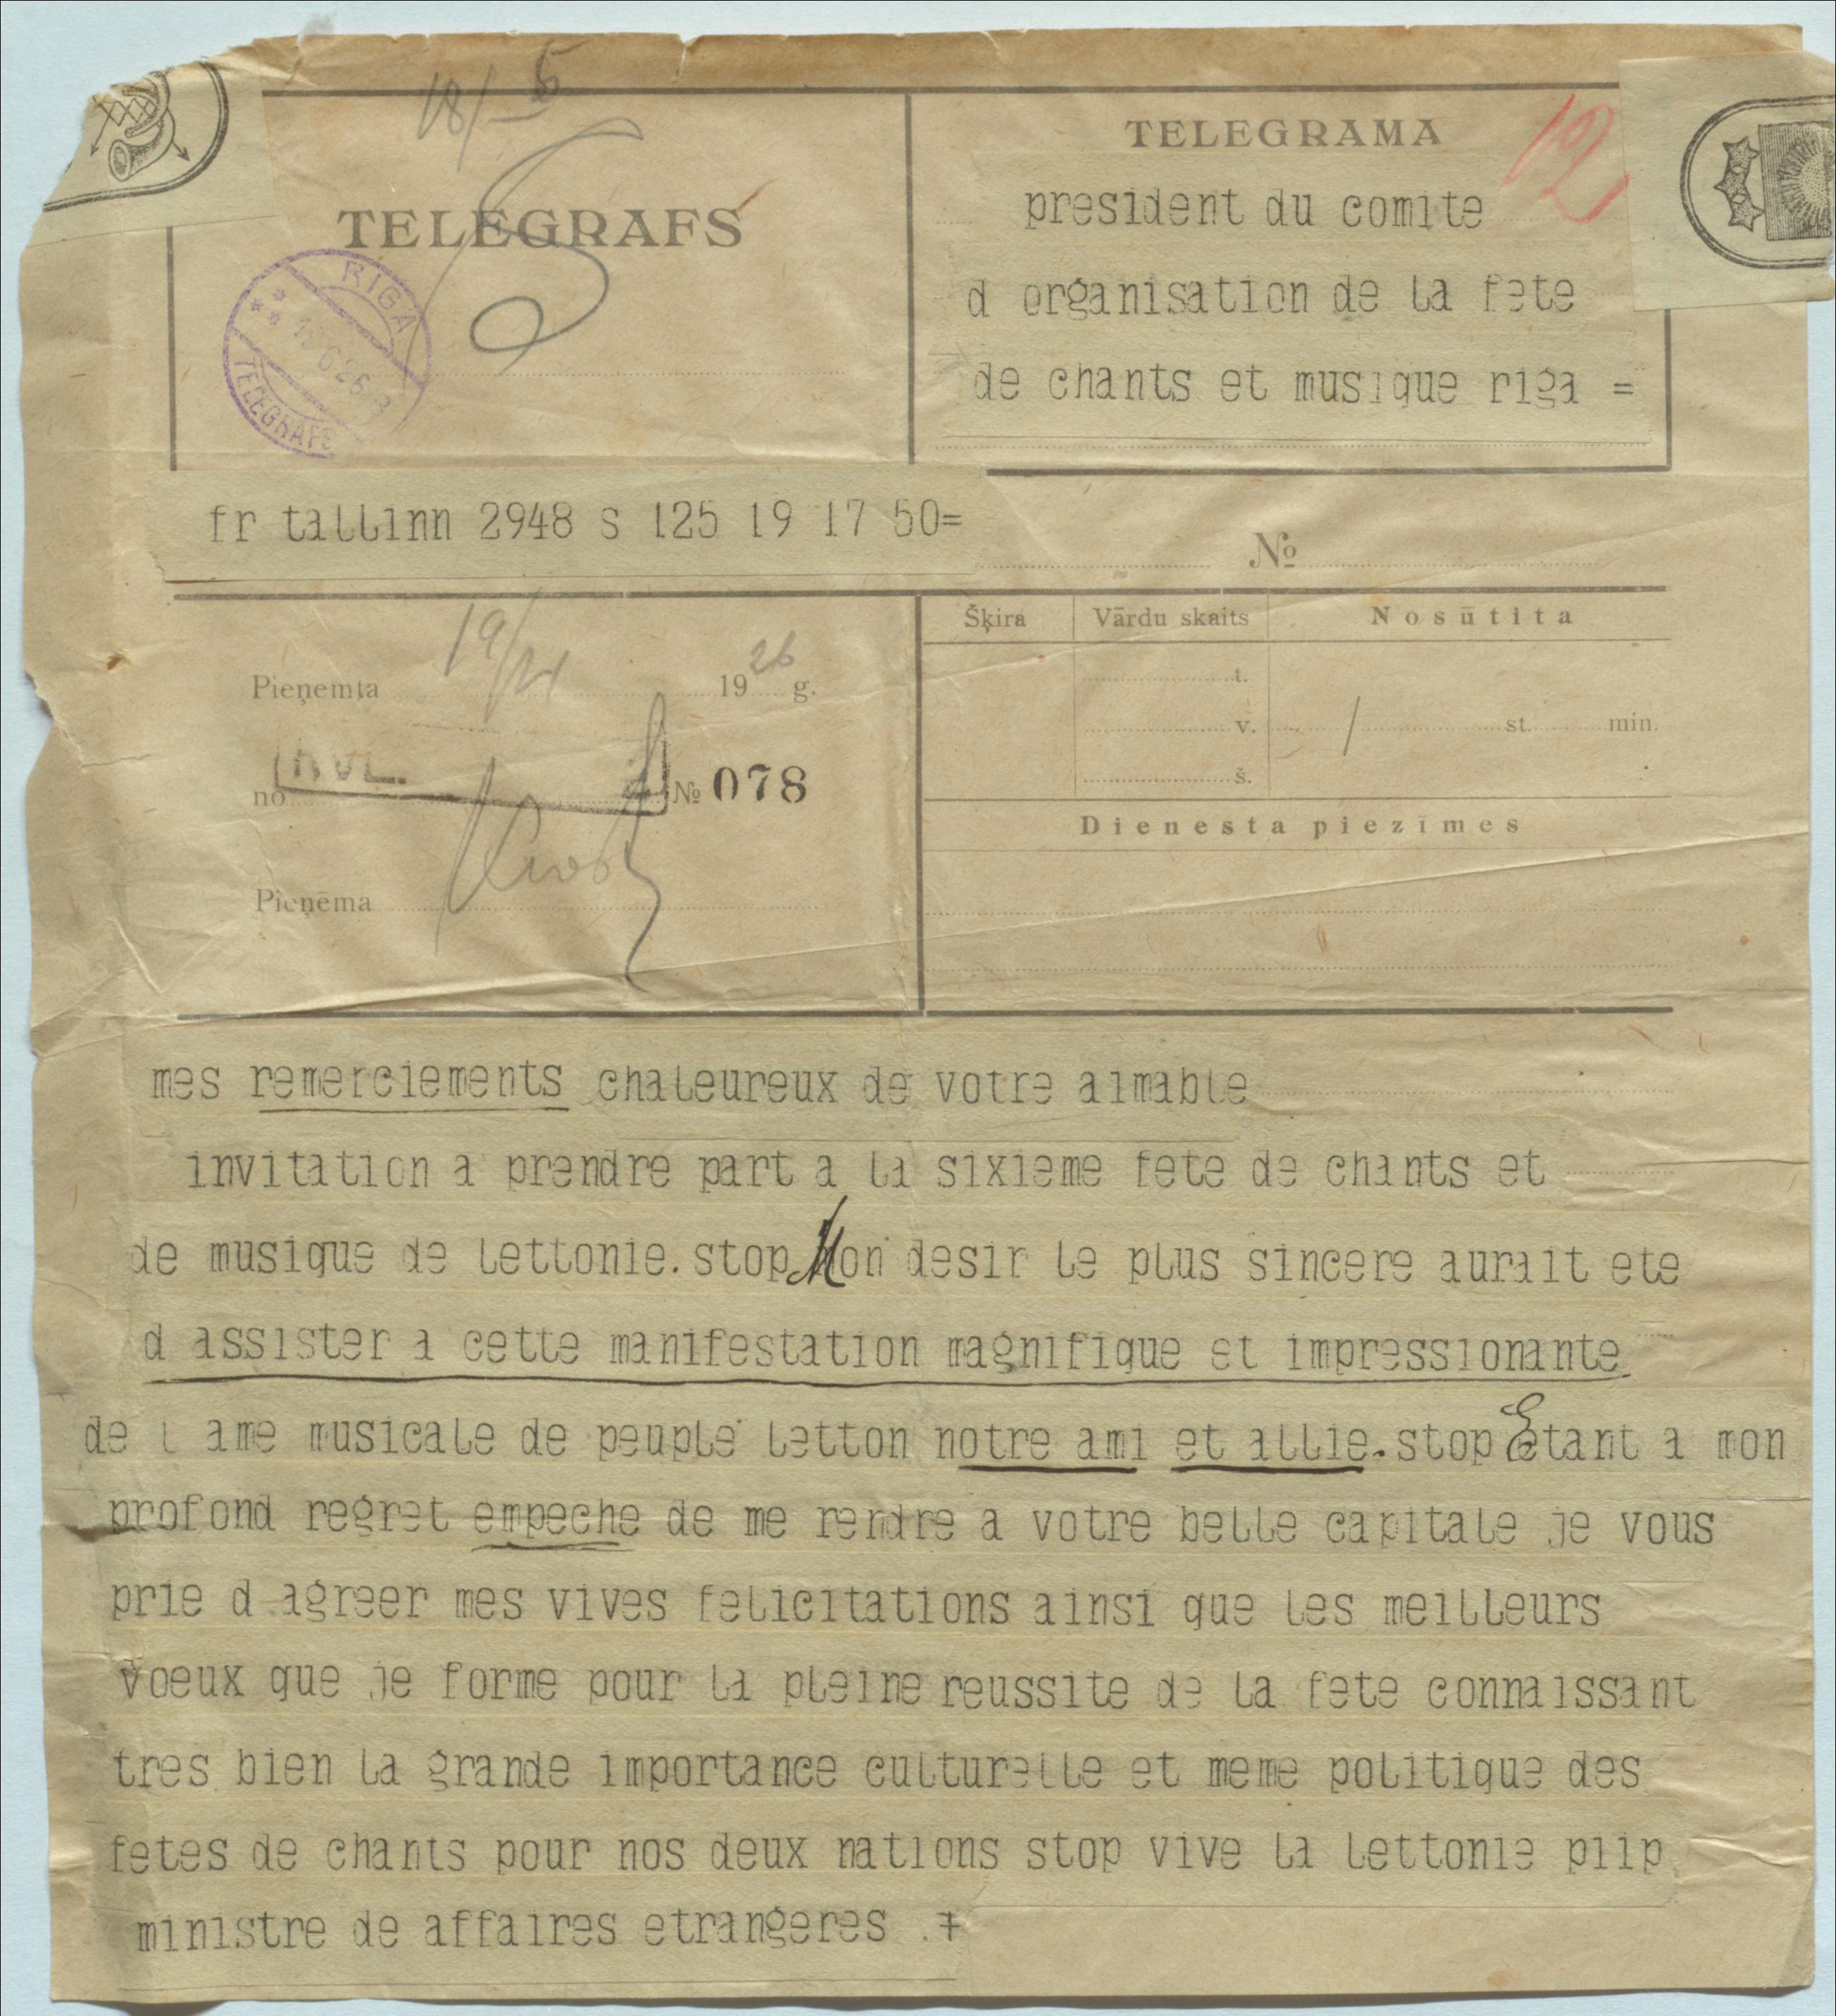 18/5
TELEGRAFS
RIGA
TELEGRAFS
TELEGRAMA
12
president du comite
d organisation de la fete
de chants et musique riga =
fr tallinn 2948 s 125 19 17 50=
№
Pieņemta 19/21 1926 g.
no RVL. № 078
Pieņēma
Šķira Vārdu skaits Nosūtita
t.
v. / st. min.
š.
Dienesta piezīmes
mes remerciements chaleureux de votre aimable
invitation a prendre part a la sixieme fete de chants et
de musique de lettonie. stop Mon desir le plus sincere aurait ete
d assister a cette manifestation magnifique et impressionante
de l ame musicale de peuple letton notre ami et allie. stop Etant a mon
profond regret empeche de me rendre a votre belle capitale je vous
prie d agreer mes vives felicitations ainsi que les meilleurs
voeux que je forme pour la pleine reussite de la fete connaissant
tres bien la grande importance culturelle et meme politique des
fetes de chants pour nos deux nations stop vive la lettonie piip
ministre de affaires etrangeres .+